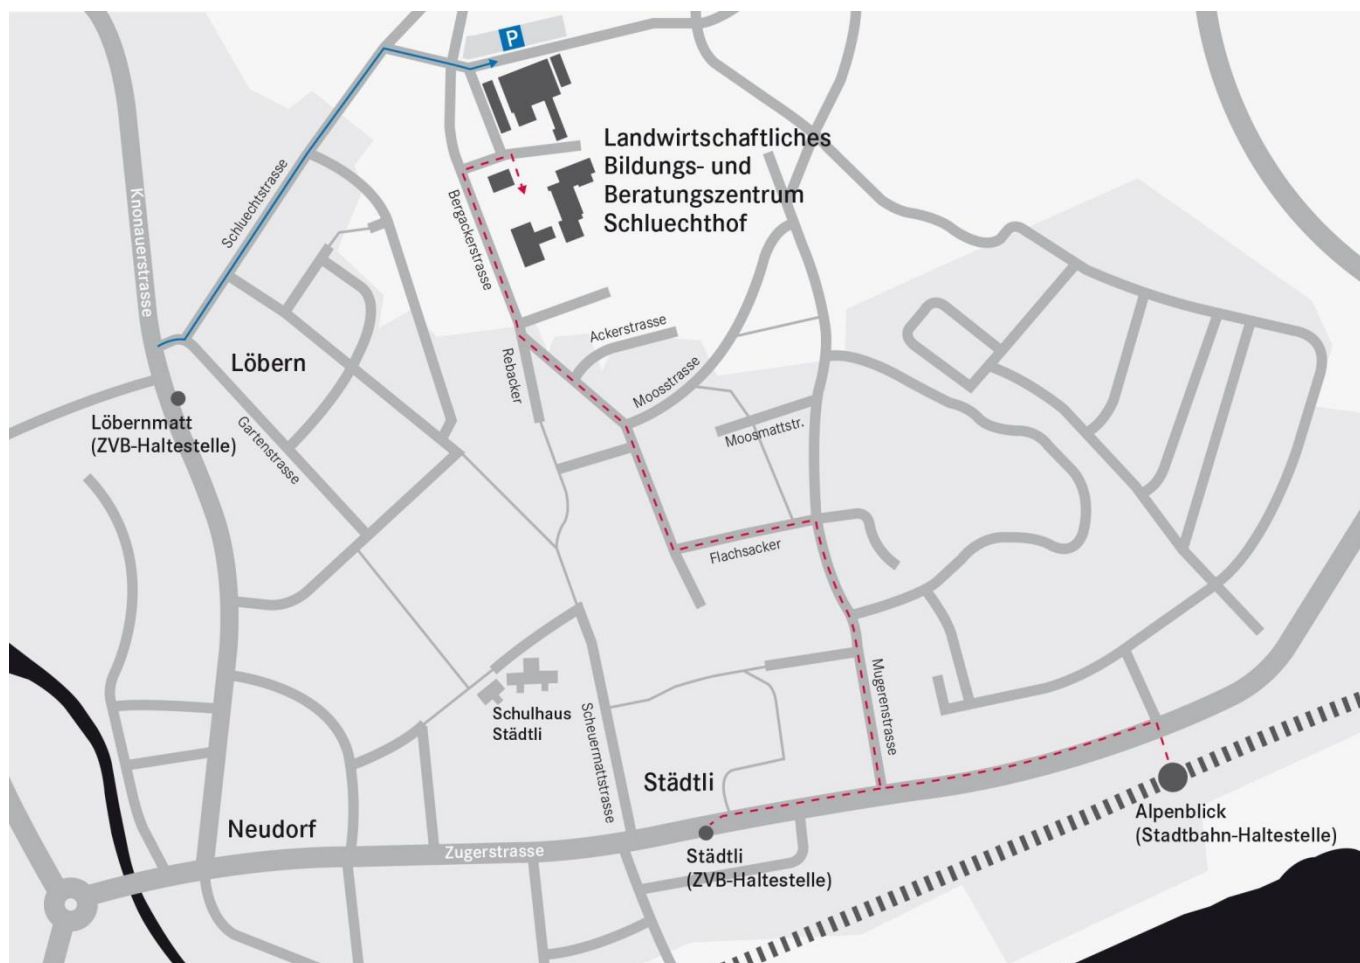 P
Landwirtschaftliches
Bildungs- und
Beratungszentrum
Schluechthof
Knonauerstrasse
Schluechtstrasse
Bergackerstrasse
Ackerstrasse
Rebacker
Moosstrasse
Löbern
Moosmattstr.
Löbernmatt
(ZVB-Haltestelle)
Gartenstrasse
Flachsacker
Mugerenstrasse
Schulhaus
Städtli
Scheuermattstrasse
Städtli
Neudorf
Alpenblick
(Stadtbahn-Haltestelle)
Zugerstrasse
Städtli
(ZVB-Haltestelle)